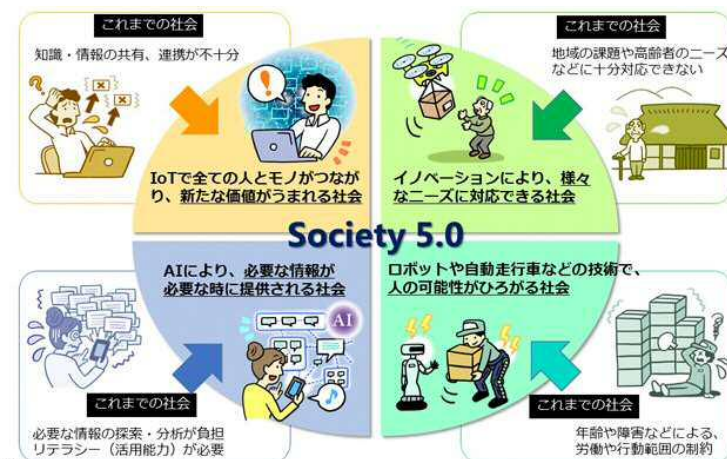 これまでの社会
知識・情報の共有、連携が不十分
IoTで全ての人とモノがつなが
り、新たな価値がうまれる社会
これまでの社会
地域の課題や高齢者のニーズ
などに十分対応できない
イノベーションにより、様々
なニーズに対応できる社会
Society 5.0
AIにより、必要な情報が
必要な時に提供される社会
AI
これまでの社会
必要な情報の探索・分析が負担
リテラシー（活用能力）が必要
ロボットや自動走行車などの技術で、
人の可能性がひろがる社会
これまでの社会
年齢や障害などによる、
労働や行動範囲の制約